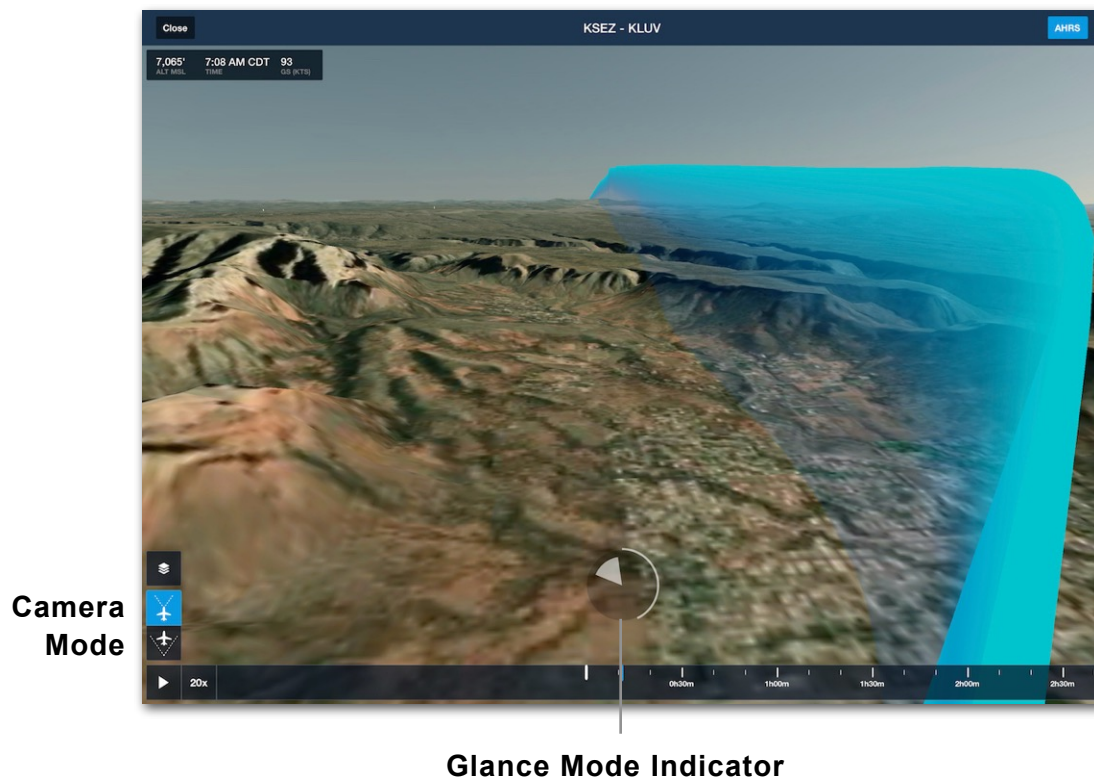 Close
KSEZ - KLUV
AHRS
7,065' 7:08 AM CDT 93
ALT MSL TIME GS (KTS)
Camera
Mode
20x
0h30m 1h00m 1h30m 2h00m 2h30m
Glance Mode Indicator